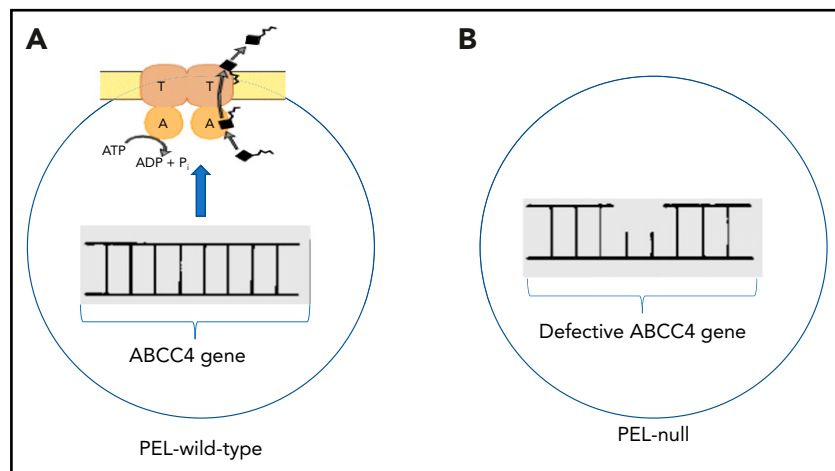 A
B
T
T
A
A
ATP
ADP + Pi
ABCC4 gene
Defective ABCC4 gene
PEL-wild-type
PEL-null